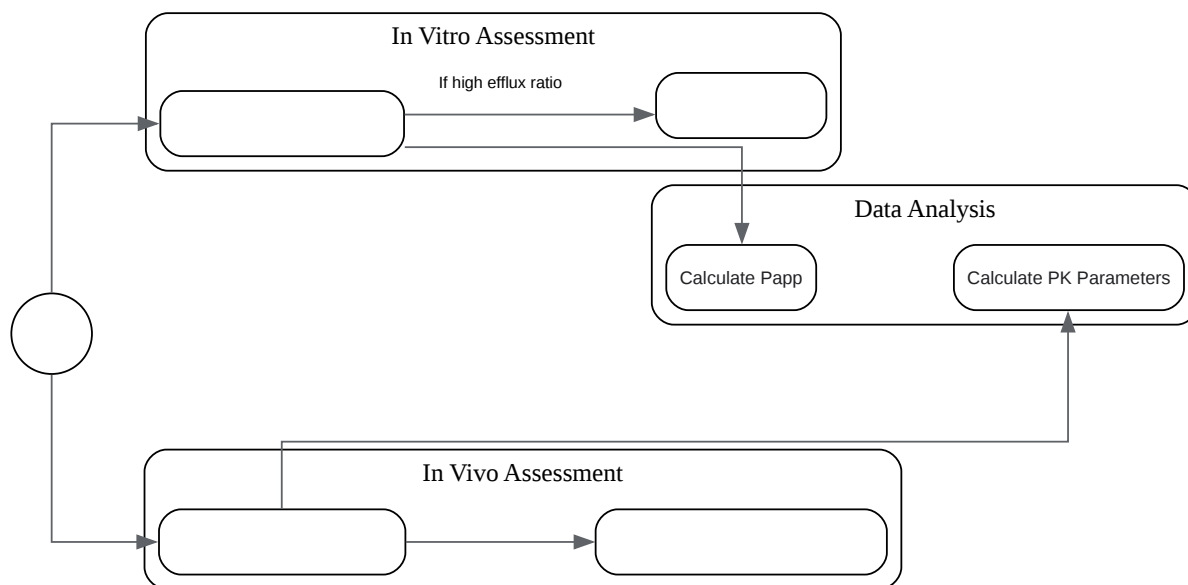 In Vitro Assessment
If high efflux ratio
Data Analysis
Calculate Papp
Calculate PK Parameters
In Vivo Assessment